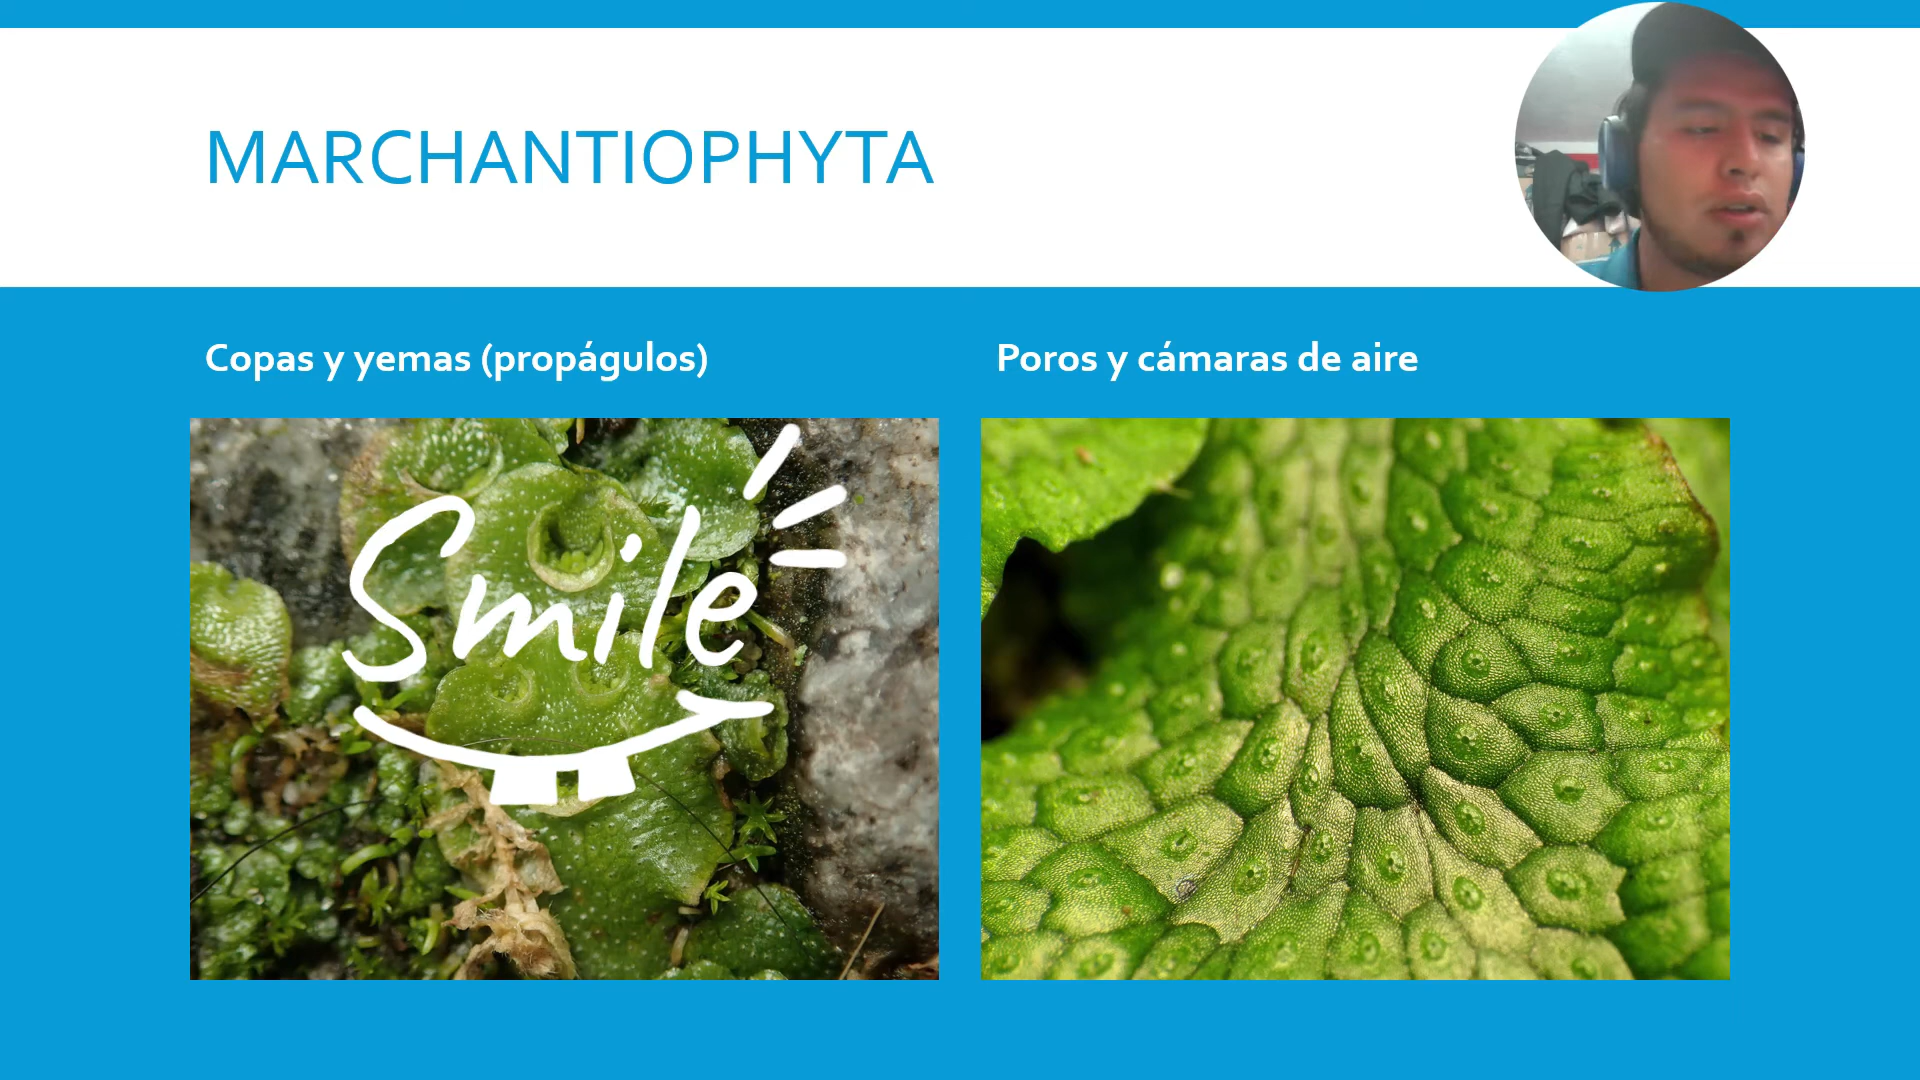 MARCHANTIOPHYTA
Copas y yemas (propágulos)
Poros y cámaras de aire
Smile